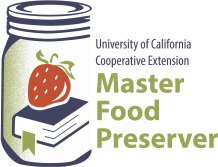 University of California
Cooperative Extension
Master
Food
Preserver